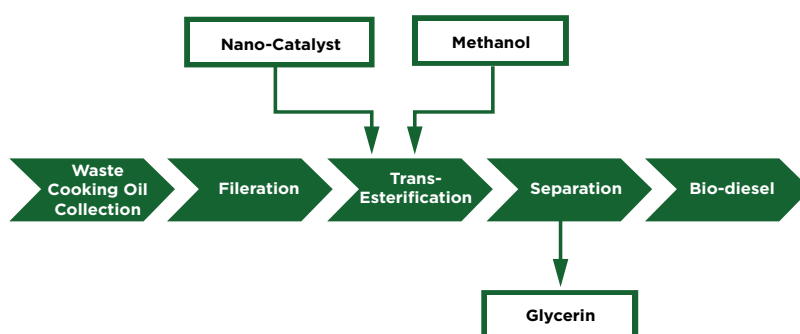 Nano-Catalyst
Methanol
Waste
Cooking Oil
Collection
Fileration
Trans-
Esterification
Separation
Bio-diesel
Glycerin